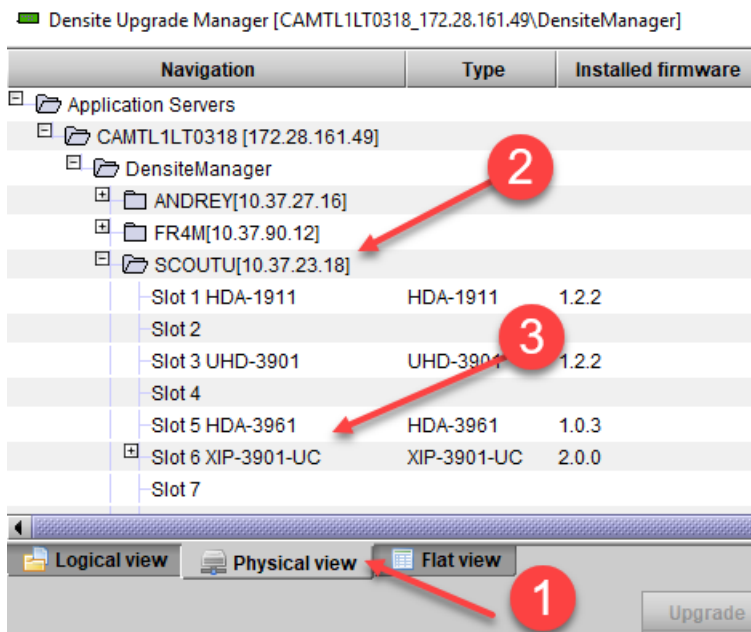 Densite Upgrade Manager [CAMTL1LT0318_172.28.161.49\DensiteManager]
Navigation Type Installed firmware
Application Servers
CAMTL1LT0318 [172.28.161.49]
DensiteManager
2
ANDREY[10.37.27.16]
FR4M[10.37.90.12]
SCOUTU[10.37.23.18]
Slot 1 HDA-1911 HDA-1911 1.2.2
Slot 2
3
Slot 3 UHD-3901 UHD-3901 1.2.2
Slot 4
Slot 5 HDA-3961 HDA-3961 1.0.3
Slot 6 XIP-3901-UC XIP-3901-UC 2.0.0
Slot 7
Logical view Physical view Flat view
1
Upgrade